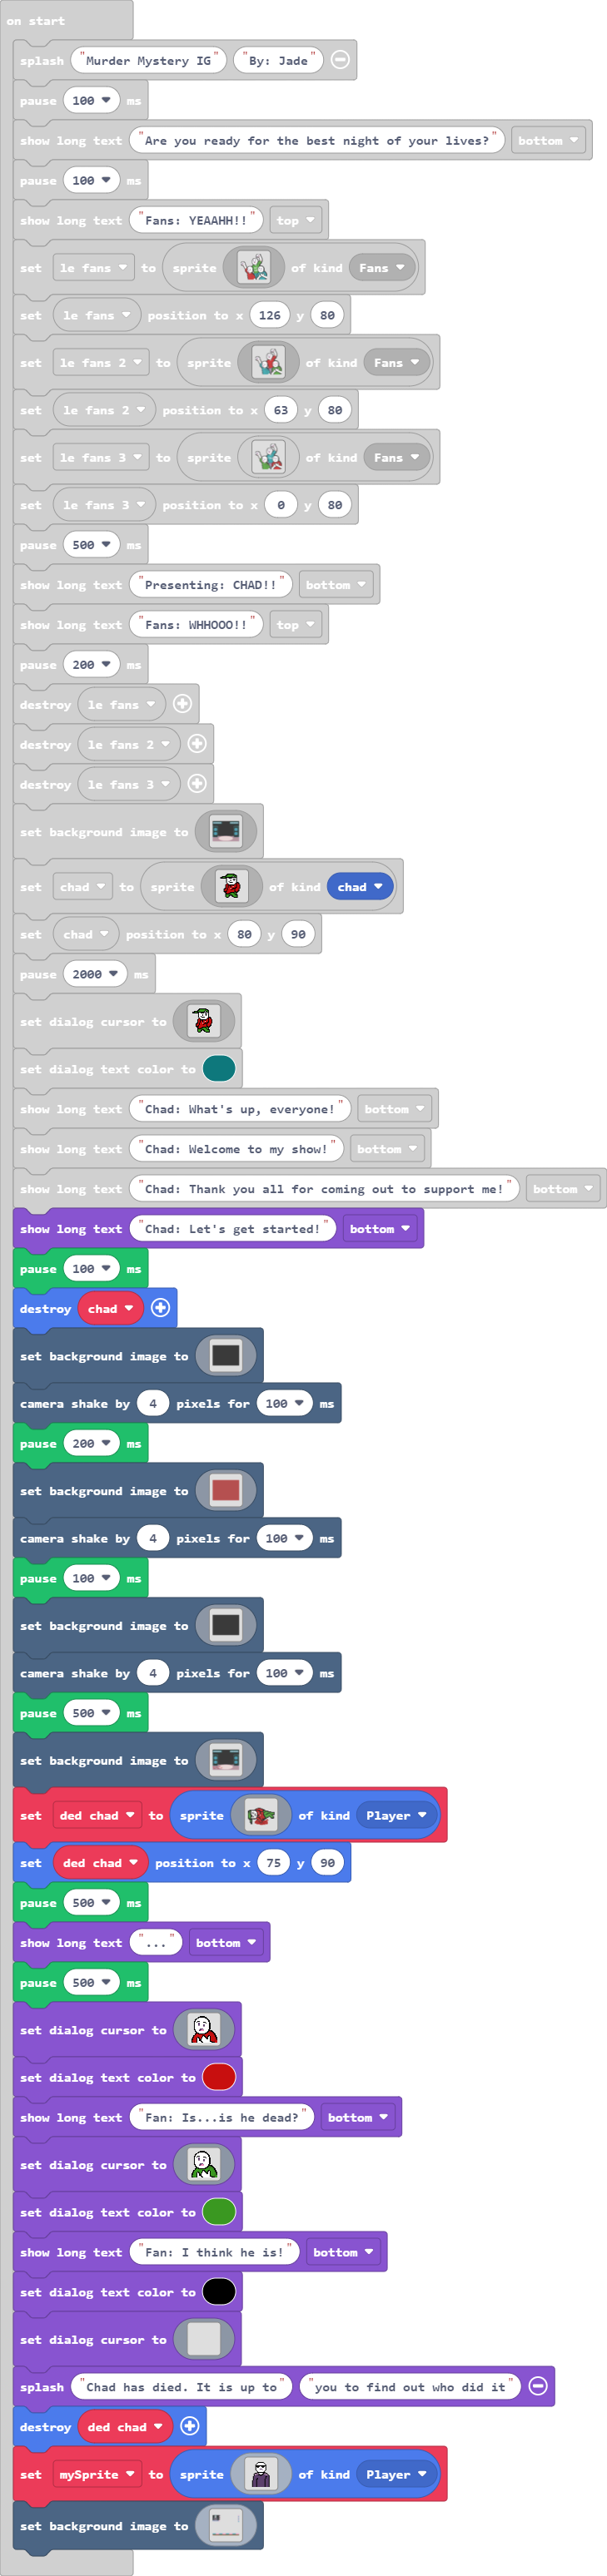 on start
splash "Murder Mystery IG" "By: Jade"
pause 100 ms
show long text "Are you ready for the best night of your lives?" bottom
pause 100 ms
show long text "Fans: YEAAHH!!" top
set le fans to sprite of kind Fans
set le fans position to x 126 y 80
set le fans 2 to sprite of kind Fans
set le fans 2 position to x 63 y 80
set le fans 3 to sprite of kind Fans
set le fans 3 position to x 0 y 80
pause 500 ms
show long text "Presenting: CHAD!!" bottom
show long text "Fans: WHHOOO!!" top
pause 200 ms
destroy le fans
destroy le fans 2
destroy le fans 3
set background image to
set chad to sprite of kind chad
set chad position to x 80 y 90
pause 2000 ms
set dialog cursor to
set dialog text color to
show long text "Chad: What's up, everyone!" bottom
show long text "Chad: Welcome to my show!" bottom
show long text "Chad: Thank you all for coming out to support me!" bottom
show long text "Chad: Let's get started!" bottom
pause 100 ms
destroy chad
set background image to
camera shake by 4 pixels for 100 ms
pause 200 ms
set background image to
camera shake by 4 pixels for 100 ms
pause 100 ms
set background image to
camera shake by 4 pixels for 100 ms
pause 500 ms
set background image to
set ded chad to sprite of kind Player
set ded chad position to x 75 y 90
pause 500 ms
show long text "..." bottom
pause 500 ms
set dialog cursor to
set dialog text color to
show long text "Fan: Is...is he dead?" bottom
set dialog cursor to
set dialog text color to
show long text "Fan: I think he is!" bottom
set dialog text color to
set dialog cursor to
splash "Chad has died. It is up to" "you to find out who did it"
destroy ded chad
set mySprite to sprite of kind Player
set background image to